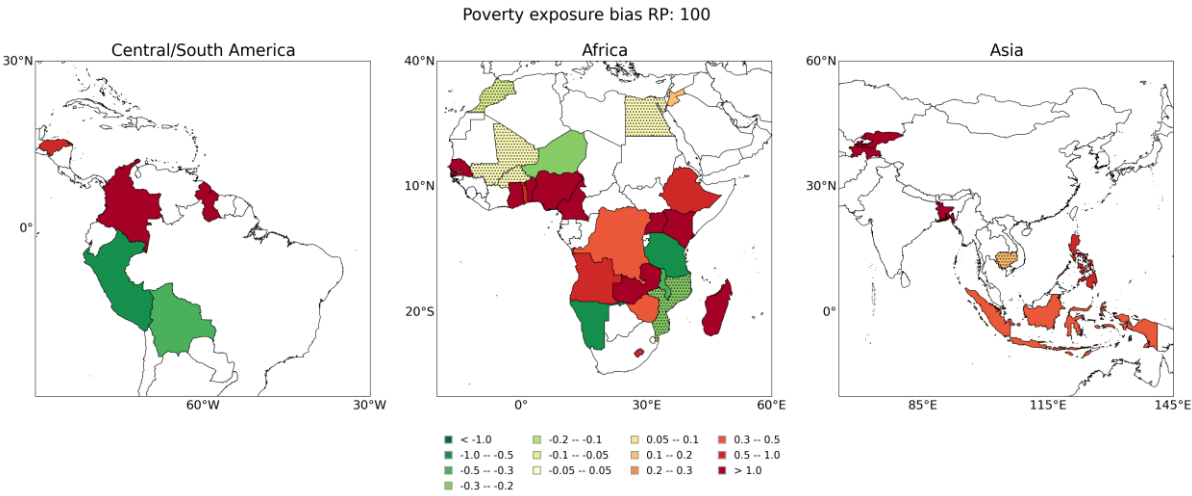 Poverty exposure bias RP: 100
Central/South America
Africa
Asia
30°N
0°
60°W
30°W
40°N
10°N
20°S
0°
30°E
60°E
60°N
30°N
0°
85°E
115°E
145°E
< -1.0
-1.0 -- -0.5
-0.5 -- -0.3
-0.3 -- -0.2
-0.2 -- -0.1
-0.1 -- -0.05
-0.05 -- 0.05
0.05 -- 0.1
0.1 -- 0.2
0.2 -- 0.3
0.3 -- 0.5
0.5 -- 1.0
> 1.0